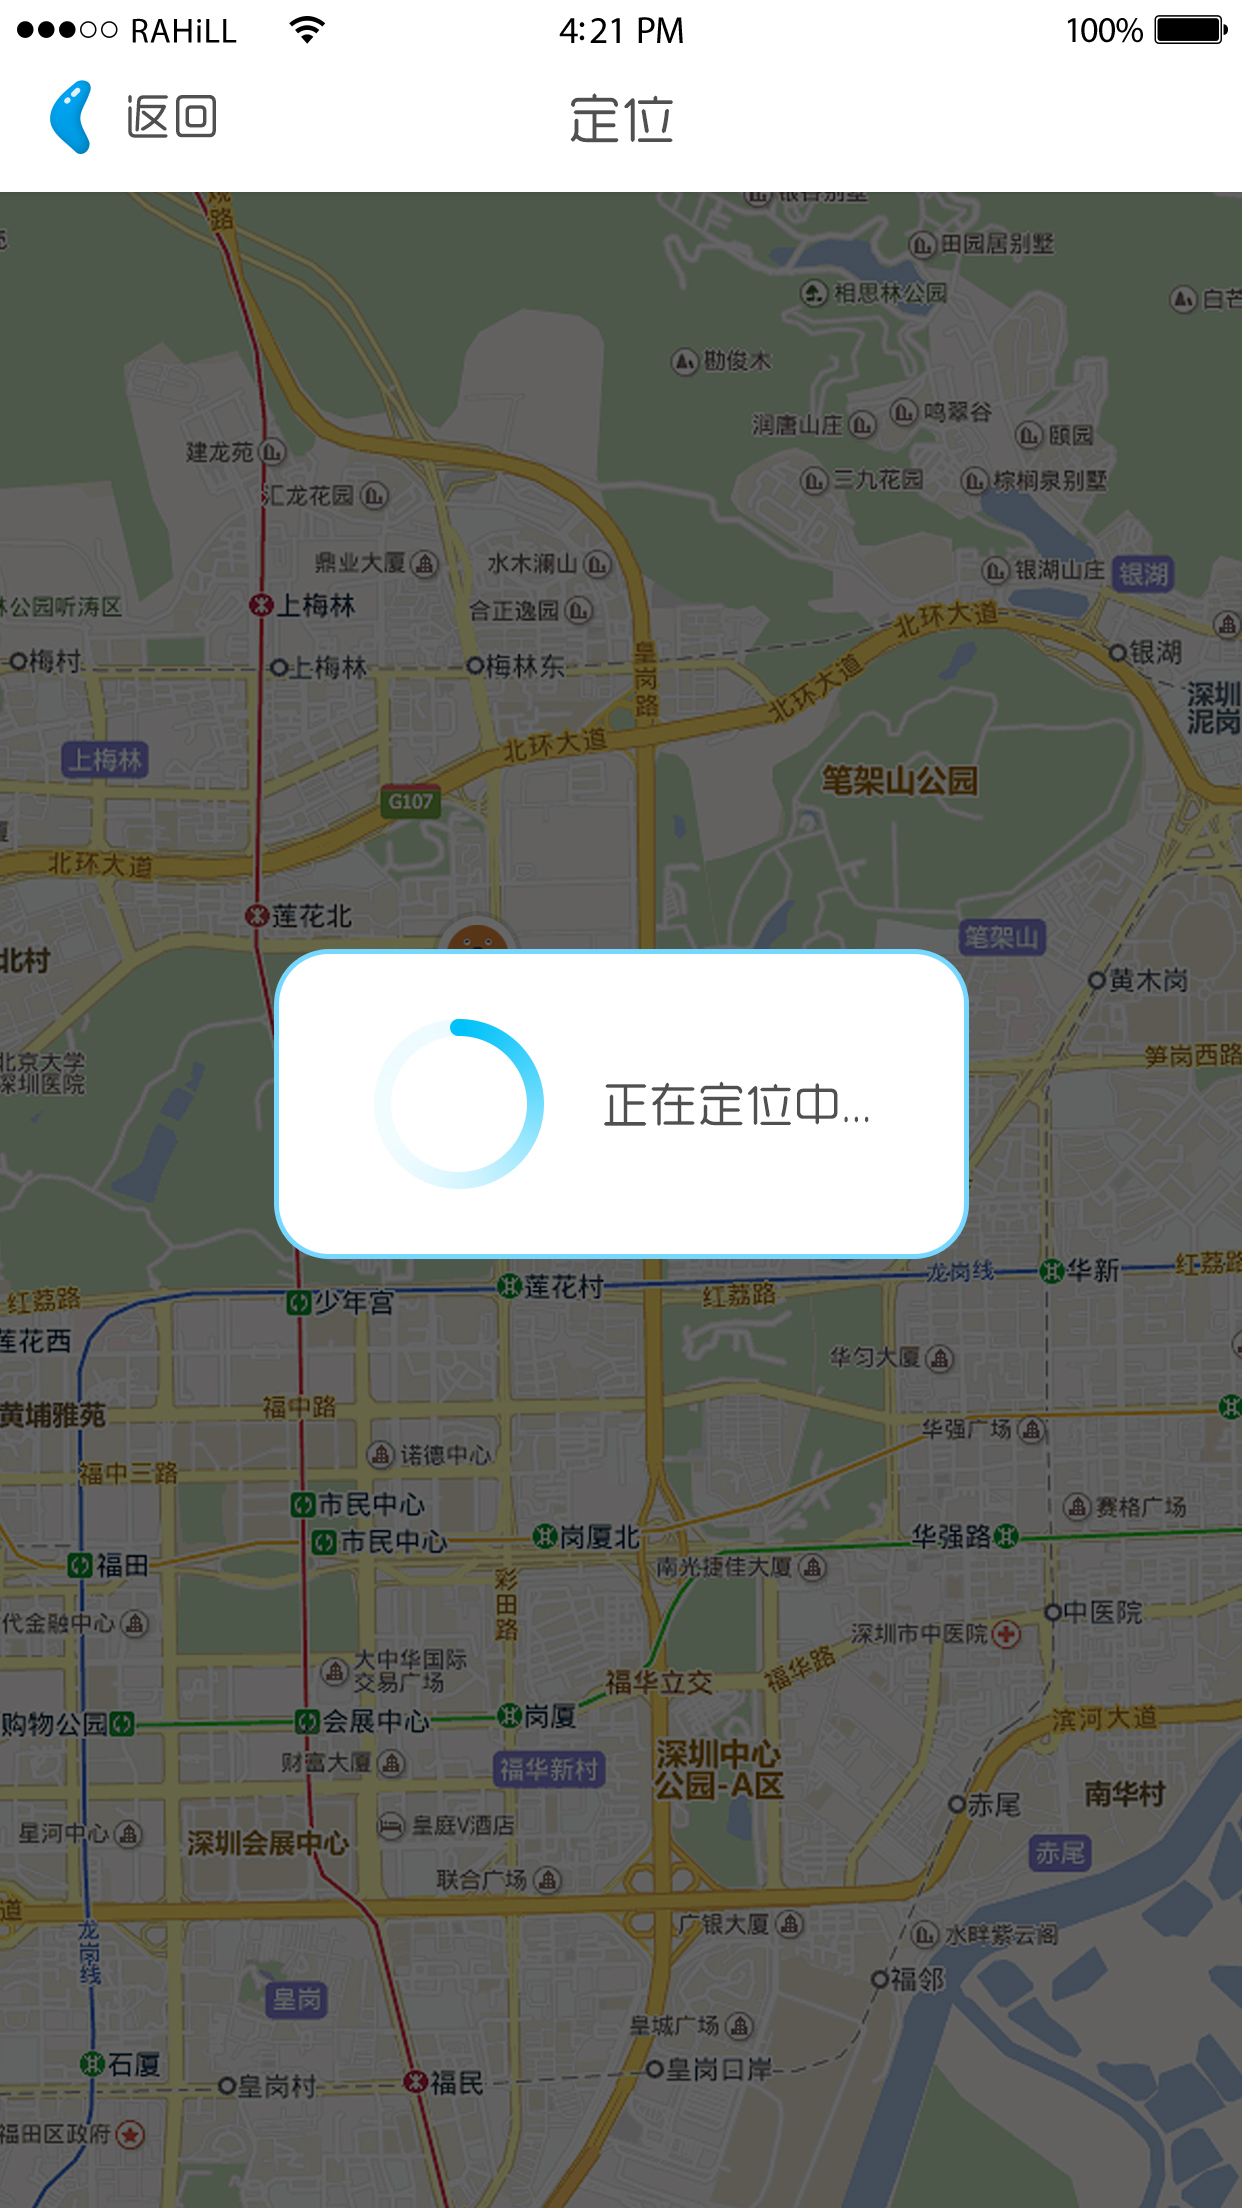 RAHiLL
4:21 PM
100%
返回
定位
观路
银谷别墅
田园居别墅
相思林公园
白芒
勘俊木
润唐山庄
鸣翠谷
颐园
建龙苑
三九花园
棕榈泉别墅
汇龙花园
鼎业大厦
水木澜山
银湖山庄
银湖
林公园听涛区
上梅林
合正逸园
北环大道
梅村
上梅林
梅林东
皇岗路
银湖
深圳
泥岗
北环大道
上梅林
北环大道
笔架山公园
G107
北环大道
莲花北
笔架山
北村
黄木岗
北京大学
深圳医院
笋岗西路
正在定位中...
龙岗线
华新
红荔路
红荔路
少年宫
莲花村
红荔路
莲花西
华匀大厦
黄埔雅苑
福中路
华强广场
诺德中心
福中三路
市民中心
赛格广场
市民中心
岗厦北
华强路
福田
南光捷佳大厦
彩田路
代金融中心
中医院
深圳市中医院
大中华国际
交易广场
福华立交
福华路
购物公园
会展中心
岗厦
滨河大道
财富大厦
福华新村
深圳中心
公园-A区
南华村
赤尾
星河中心
深圳会展中心
皇庭V酒店
赤尾
联合广场
道
广银大厦
水畔紫云阁
龙岗线
福邻
皇岗
皇城广场
石厦
皇岗村
福民
皇岗口岸
福田区政府